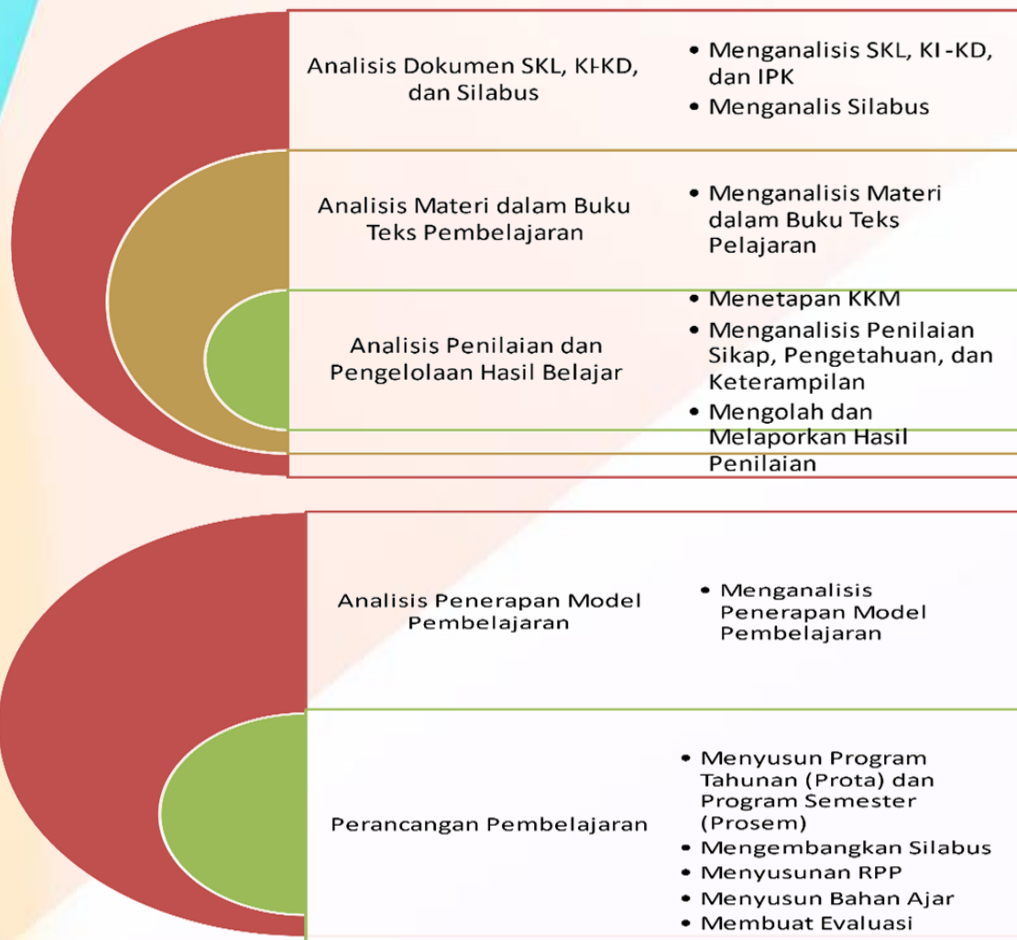 Analisis Dokumen SKL, KI-KD,
dan Silabus
• Menganalisis SKL, KI -KD,
dan IPK
• Menganalis Silabus
Analisis Materi dalam Buku
Teks Pembelajaran
• Menganalisis Materi
dalam Buku Teks
Pelajaran
Analisis Penilaian dan
Pengelolaan Hasil Belajar
• Menetapan KKM
• Menganalisis Penilaian
Sikap, Pengetahuan, dan
Keterampilan
• Mengolah dan
Melaporkan Hasil
Penilaian
Analisis Penerapan Model
Pembelajaran
• Menganalisis
Penerapan Model
Pembelajaran
Perancangan Pembelajaran
• Menyusun Program
Tahunan (Prota) dan
Program Semester
(Prosem)
• Mengembangkan Silabus
• Menyusunan RPP
• Menyusun Bahan Ajar
• Membuat Evaluasi